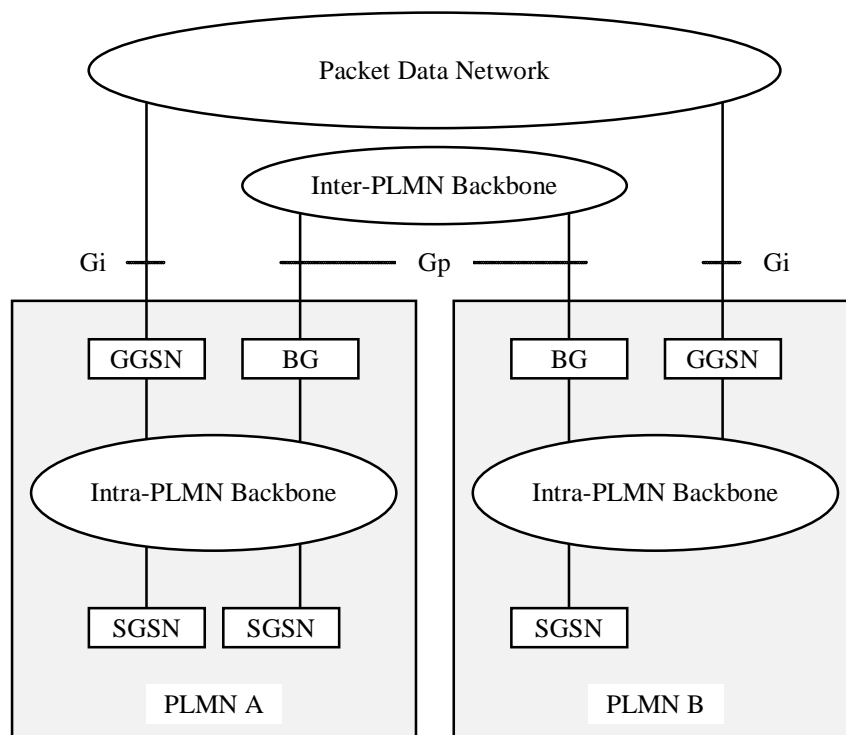 Packet Data Network
Inter-PLMN Backbone
Gi
Gp
Gi
GGSN
BG
BG
GGSN
Intra-PLMN Backbone
Intra-PLMN Backbone
SGSN
SGSN
SGSN
PLMN A
PLMN B